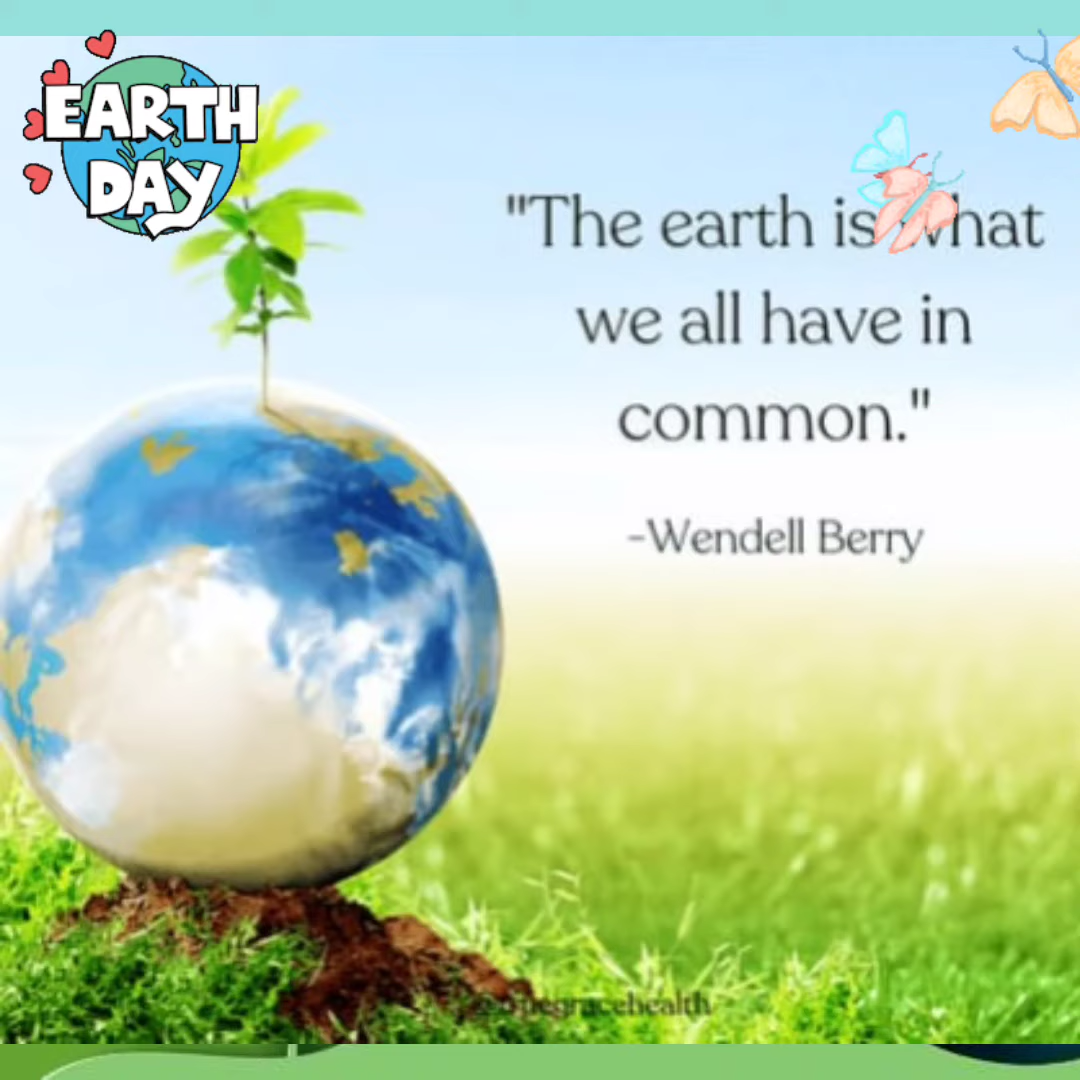 EARTH
DAY
"The earth is what
we all have in
common."
-Wendell Berry